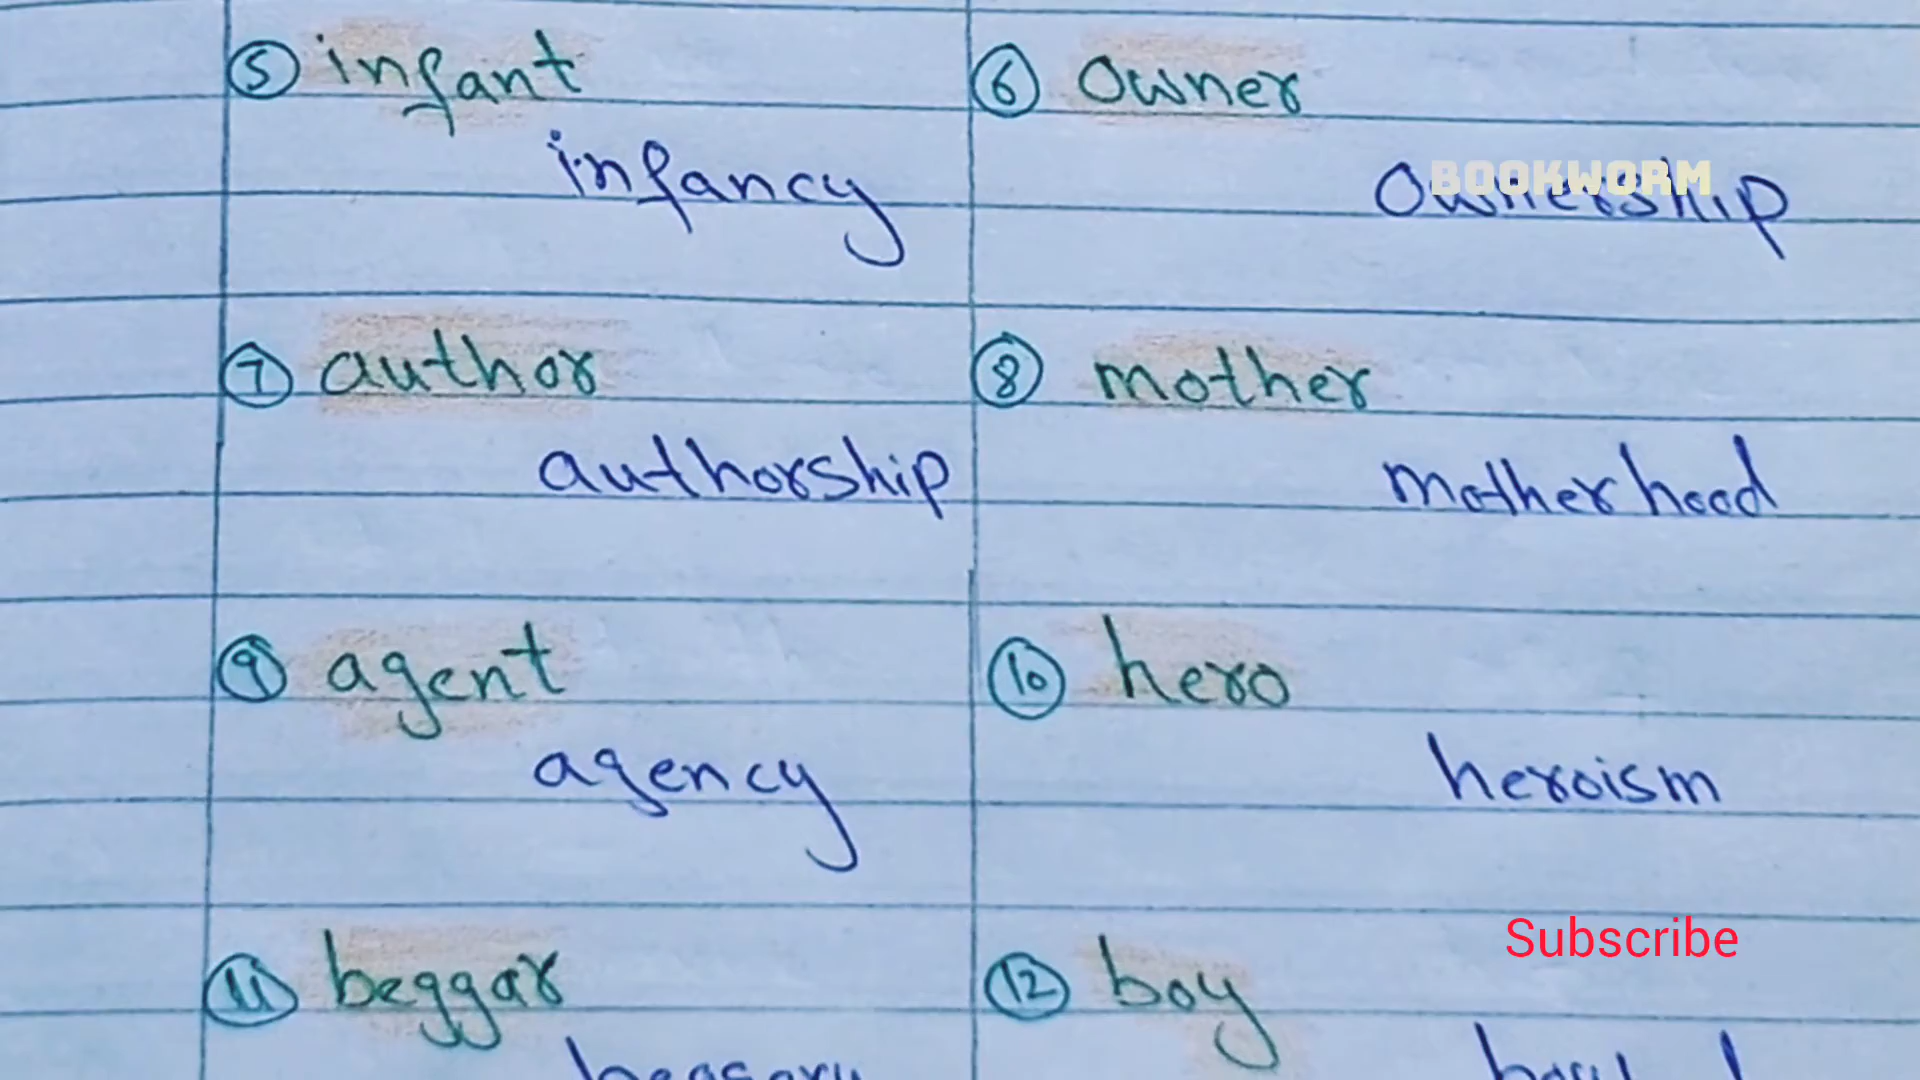 5 infant
6 owner
infancy
BOOKWORM
ownership
7 author
8 mother
authorship
motherhood
9 agent
10 hero
agency
heroism
Subscribe
11 beggar
12 boy